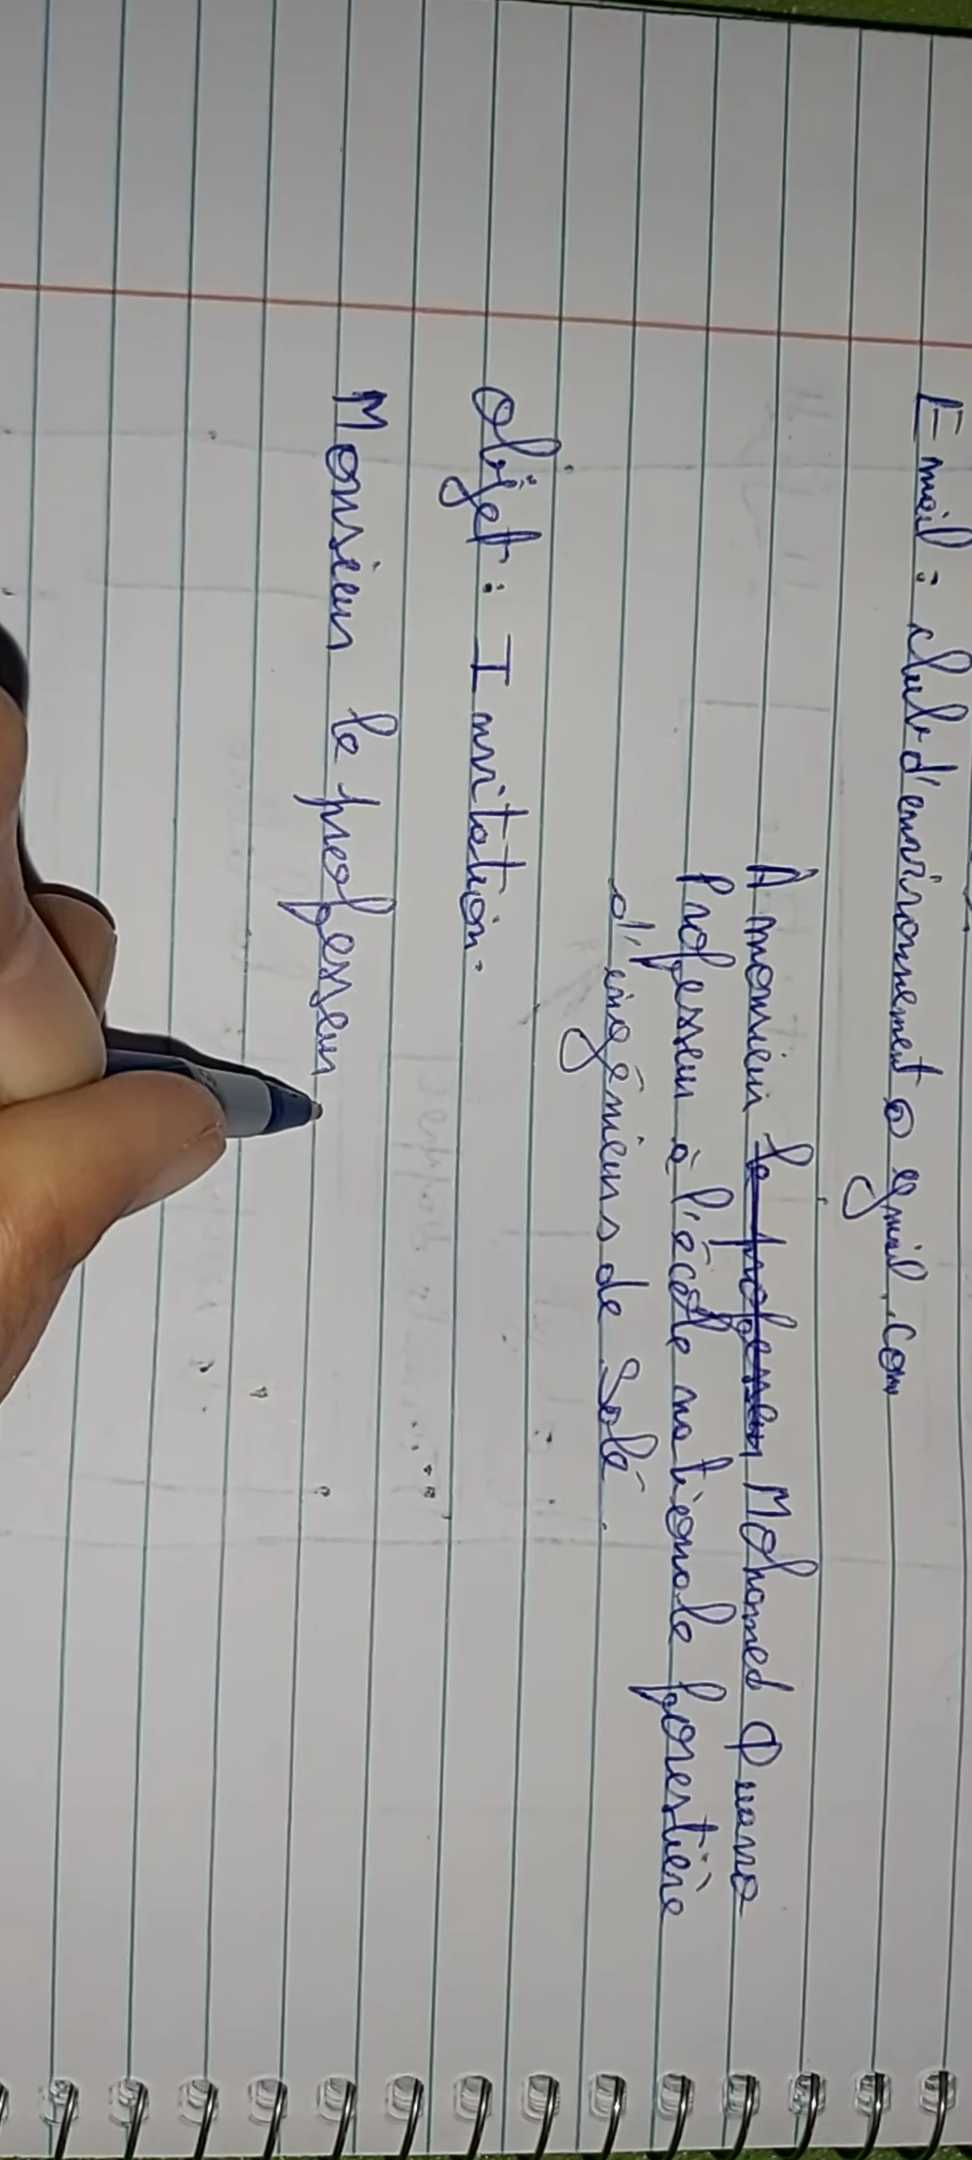 Email : club d'environnement@gmail.com
À monsieur le professeur Mohamed Qnarro
Professeur à l'école nationale forestière
d'ingénieurs de Salé.
Objet : Invitation.
Monsieur le professeur